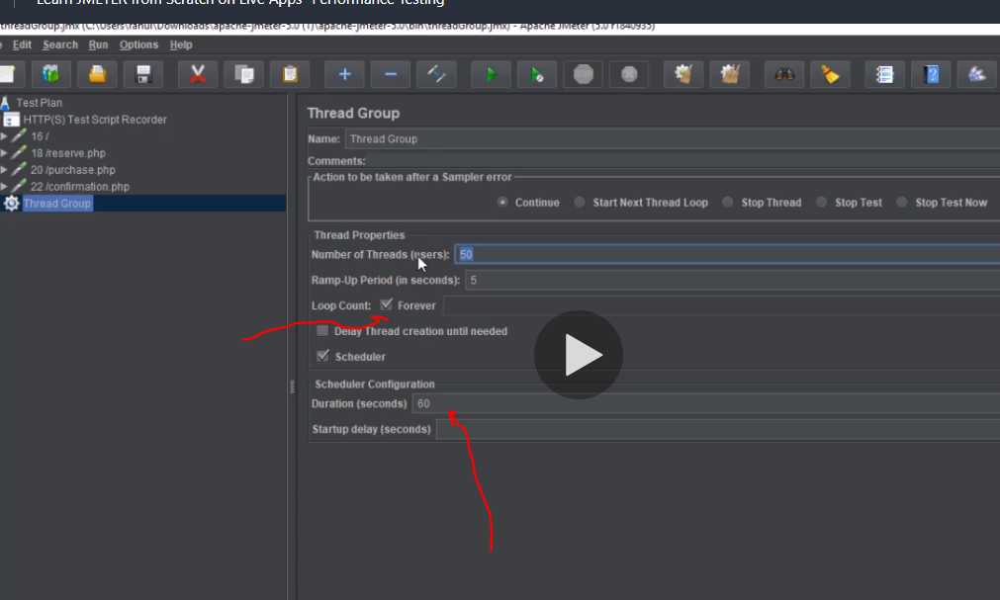 Learn JMETER from Scratch on Live Apps Performance Testing
threadGroup.jmx (C:\Users\rahul\Downloads\apache-jmeter-5.0 (1)\apache-jmeter-5.0\bin\threadGroup.jmx) - Apache JMeter (5.0 r1840935)
Edit Search Run Options Help
Test Plan
HTTP(S) Test Script Recorder
16 /
18 /reserve.php
20 /purchase.php
22 /confirmation.php
Thread Group
Thread Group
Name: Thread Group
Comments:
Action to be taken after a Sampler error
Continue Start Next Thread Loop Stop Thread Stop Test Stop Test Now
Thread Properties
Number of Threads (users): 50
Ramp-Up Period (in seconds): 5
Loop Count: Forever
Delay Thread creation until needed
Scheduler
Scheduler Configuration
Duration (seconds) 60
Startup delay (seconds)